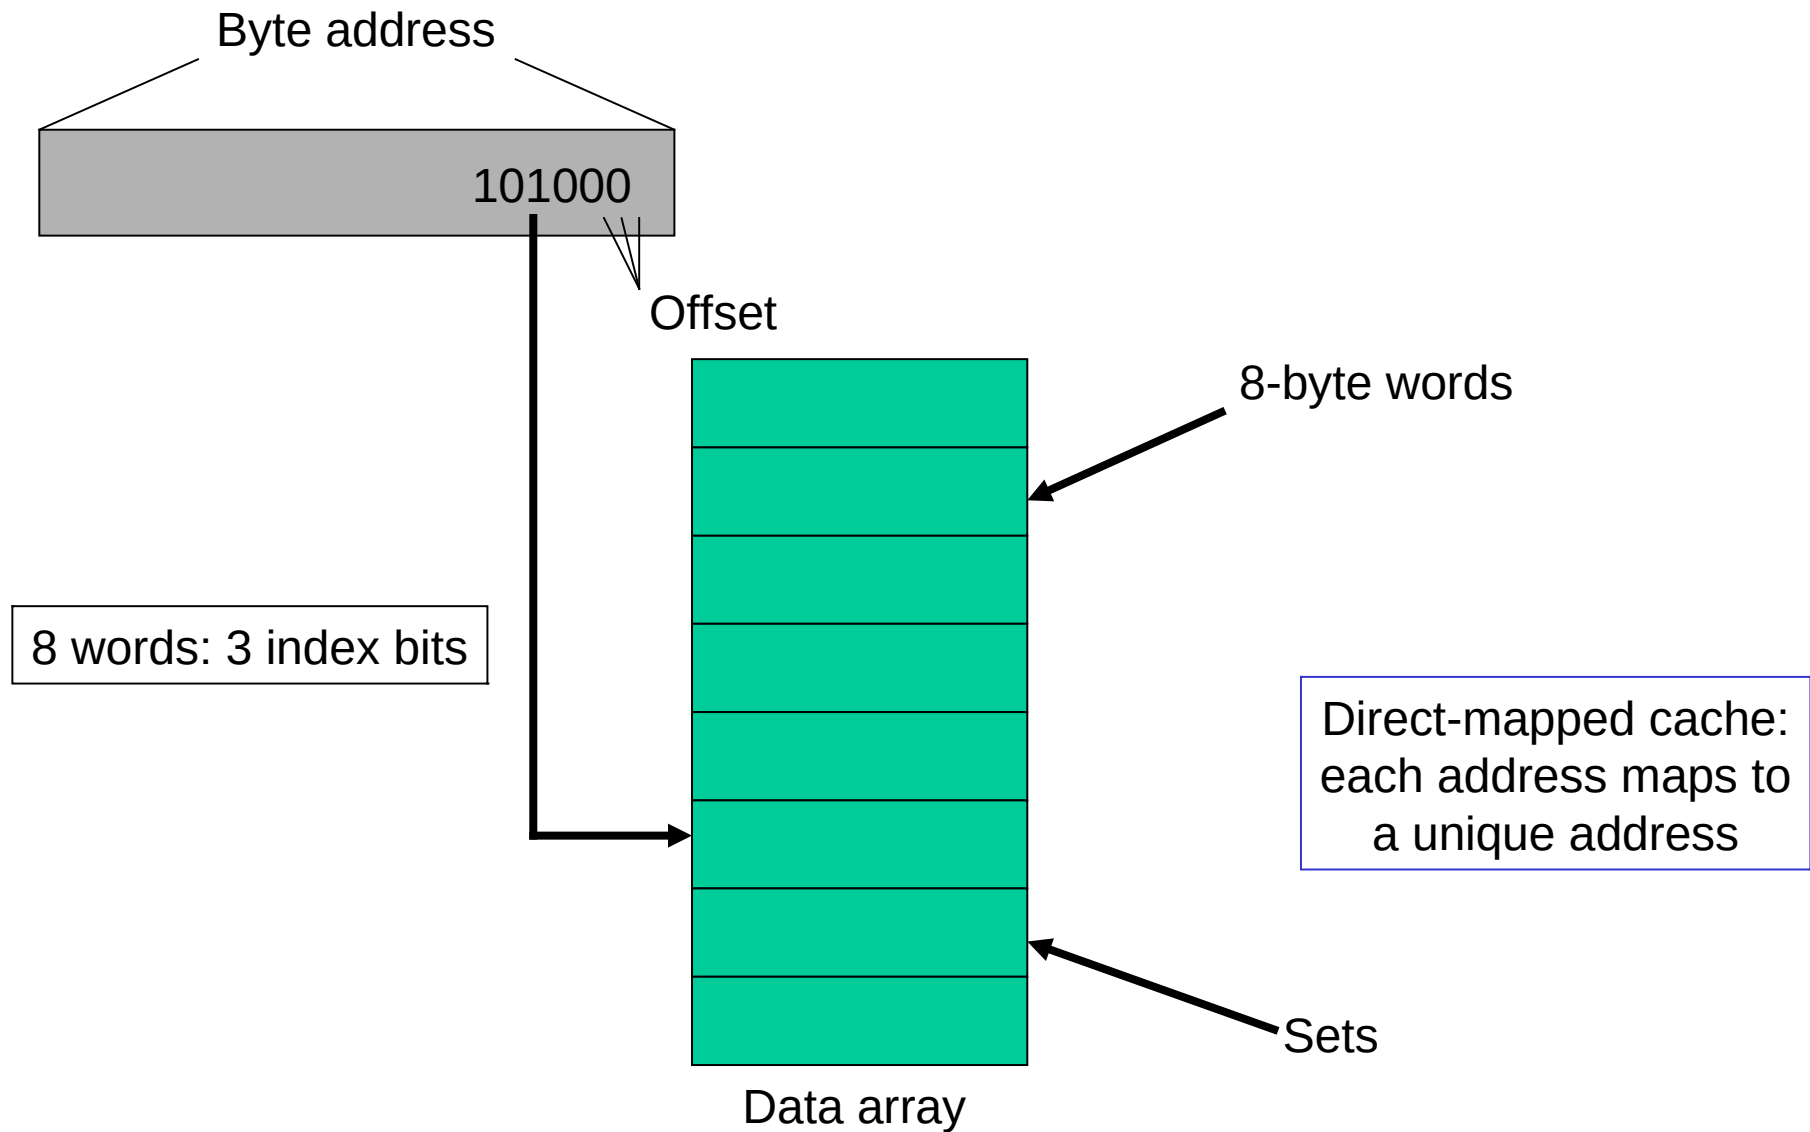 Byte address
101000
Offset
8-byte words
8 words: 3 index bits
Direct-mapped cache:
each address maps to
a unique address
Sets
Data array